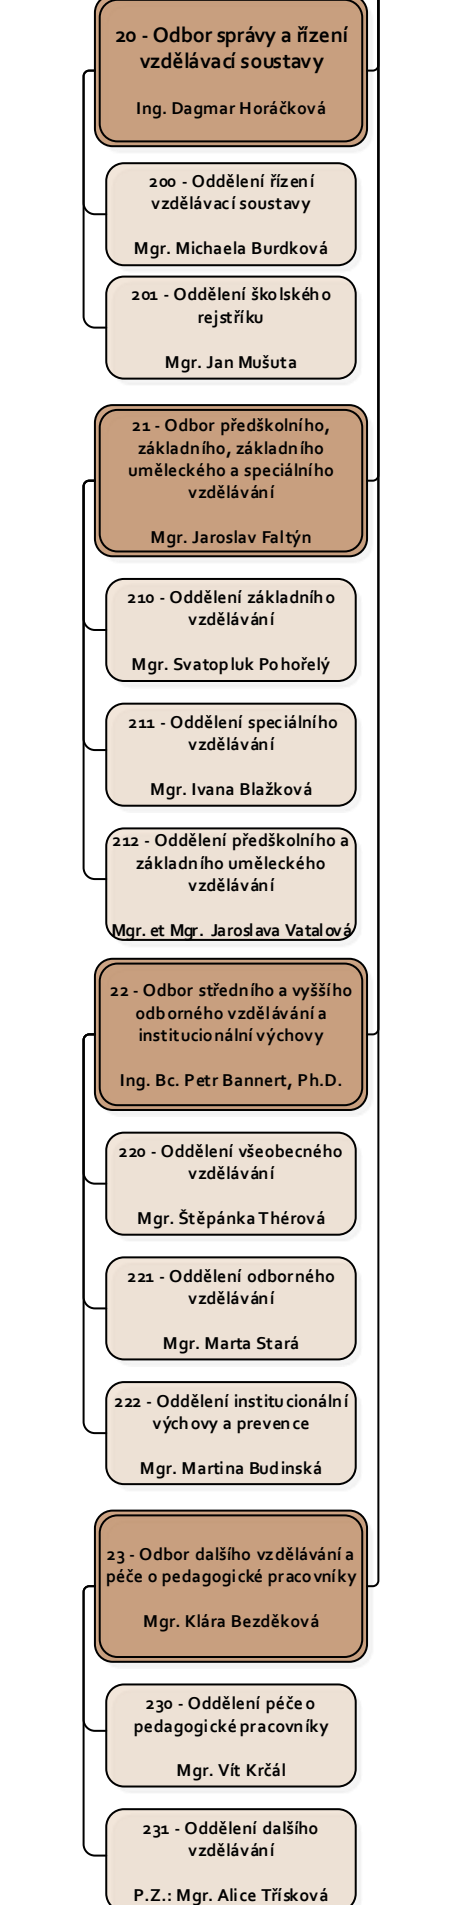 20 - Odbor správy a řízení
vzdělávací soustavy
Ing. Dagmar Horáčková
200 - Oddělení řízení
vzdělávací soustavy
Mgr. Michaela Burdková
201 - Oddělení školského
rejstříku
Mgr. Jan Mušuta
21 - Odbor předškolního,
základního, základního
uměleckého a speciálního
vzdělávání
Mgr. Jaroslav Faltýn
210 - Oddělení základního
vzdělávání
Mgr. Svatopluk Pohořelý
211 - Oddělení speciálního
vzdělávání
Mgr. Ivana Blažková
212 - Oddělení předškolního a
základního uměleckého
vzdělávání
Mgr. et Mgr. Jaroslava Vatalová
22 - Odbor středního a vyššího
odborného vzdělávání a
institucionální výchovy
Ing. Bc. Petr Bannert, Ph.D.
220 - Oddělení všeobecného
vzdělávání
Mgr. Štěpánka Thérová
221 - Oddělení odborného
vzdělávání
Mgr. Marta Stará
222 - Oddělení institucionální
výchovy a prevence
Mgr. Martina Budinská
23 - Odbor dalšího vzdělávání a
péče o pedagogické pracovníky
Mgr. Klára Bezděková
230 - Oddělení péče o
pedagogické pracovníky
Mgr. Vít Krčál
231 - Oddělení dalšího
vzdělávání
P.Z.: Mgr. Alice Třísková